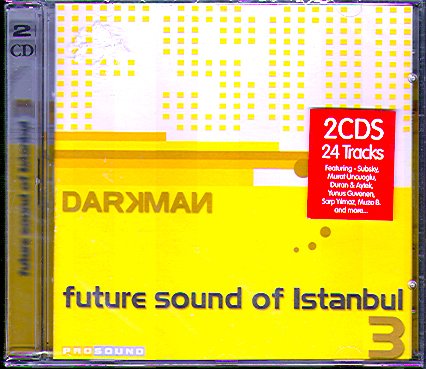 2
CD
future sound of istanbul
2CDS
24 Tracks
Featuring - Subsky,
Murat Uncuoglu,
Duran & Aytek,
Yunus Guvenen,
Sarp Yilmaz, Muzo B.
and more...
DARKMAN
future sound of Istanbul
3
PROSOUND